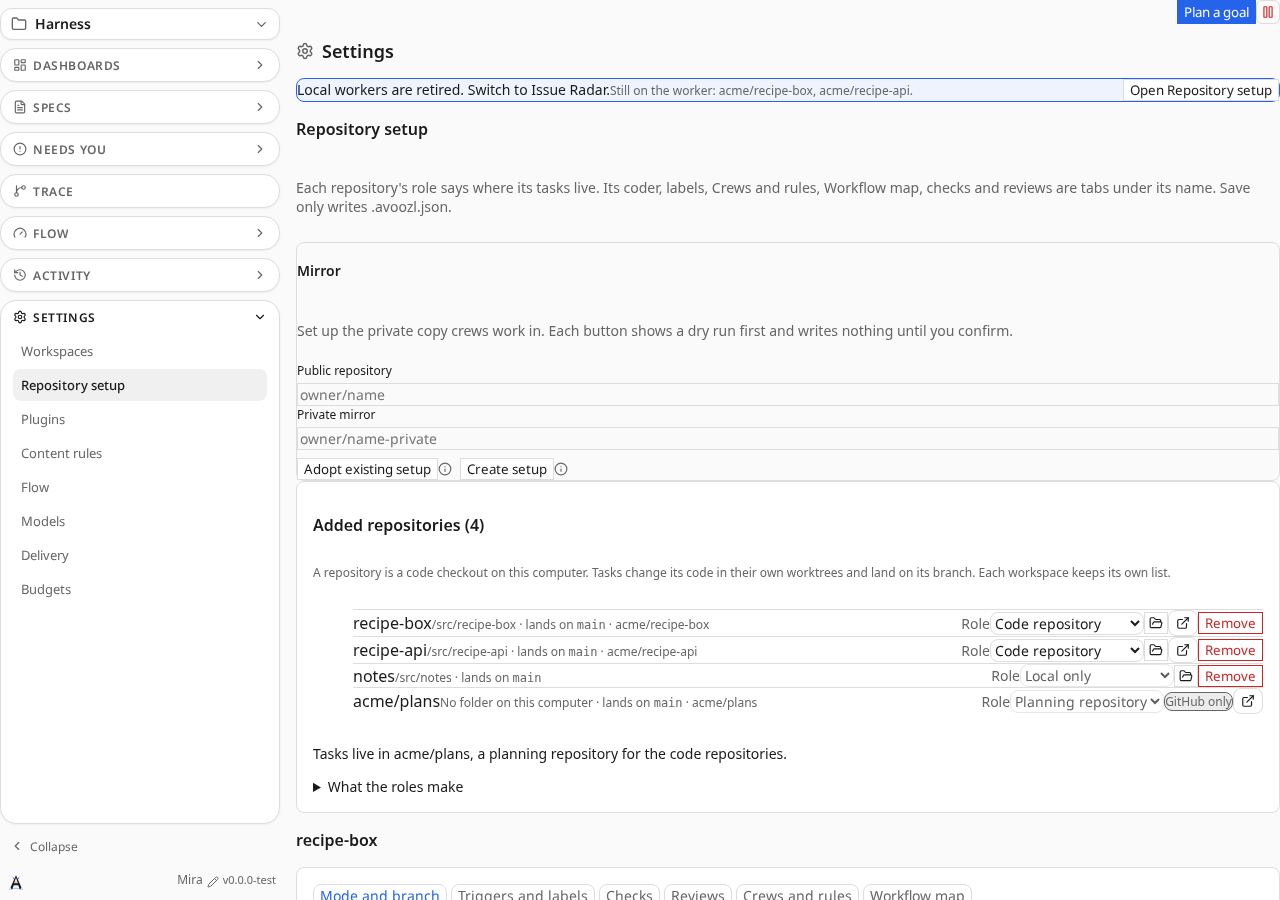 Harness
DASHBOARDS
SPECS
NEEDS YOU
TRACE
FLOW
ACTIVITY
SETTINGS
Workspaces
Repository setup
Plugins
Content rules
Flow
Models
Delivery
Budgets
Collapse
Mira v0.0.0-test
Plan a goal
Settings
Local workers are retired. Switch to Issue Radar.Still on the worker: acme/recipe-box, acme/recipe-api. Open Repository setup
Repository setup
Each repository's role says where its tasks live. Its coder, labels, Crews and rules, Workflow map, checks and reviews are tabs under its name. Save
only writes .avoozl.json.
Mirror
Set up the private copy crews work in. Each button shows a dry run first and writes nothing until you confirm.
Public repository
owner/name
Private mirror
owner/name-private
Adopt existing setup Create setup
Added repositories (4)
A repository is a code checkout on this computer. Tasks change its code in their own worktrees and land on its branch. Each workspace keeps its own list.
recipe-box/src/recipe-box · lands on main · acme/recipe-box Role Code repository Remove
recipe-api/src/recipe-api · lands on main · acme/recipe-api Role Code repository Remove
notes/src/notes · lands on main Role Local only Remove
acme/plansNo folder on this computer · lands on main · acme/plans Role Planning repository GitHub only
Tasks live in acme/plans, a planning repository for the code repositories.
What the roles make
recipe-box
Mode and branch Triggers and labels Checks Reviews Crews and rules Workflow map